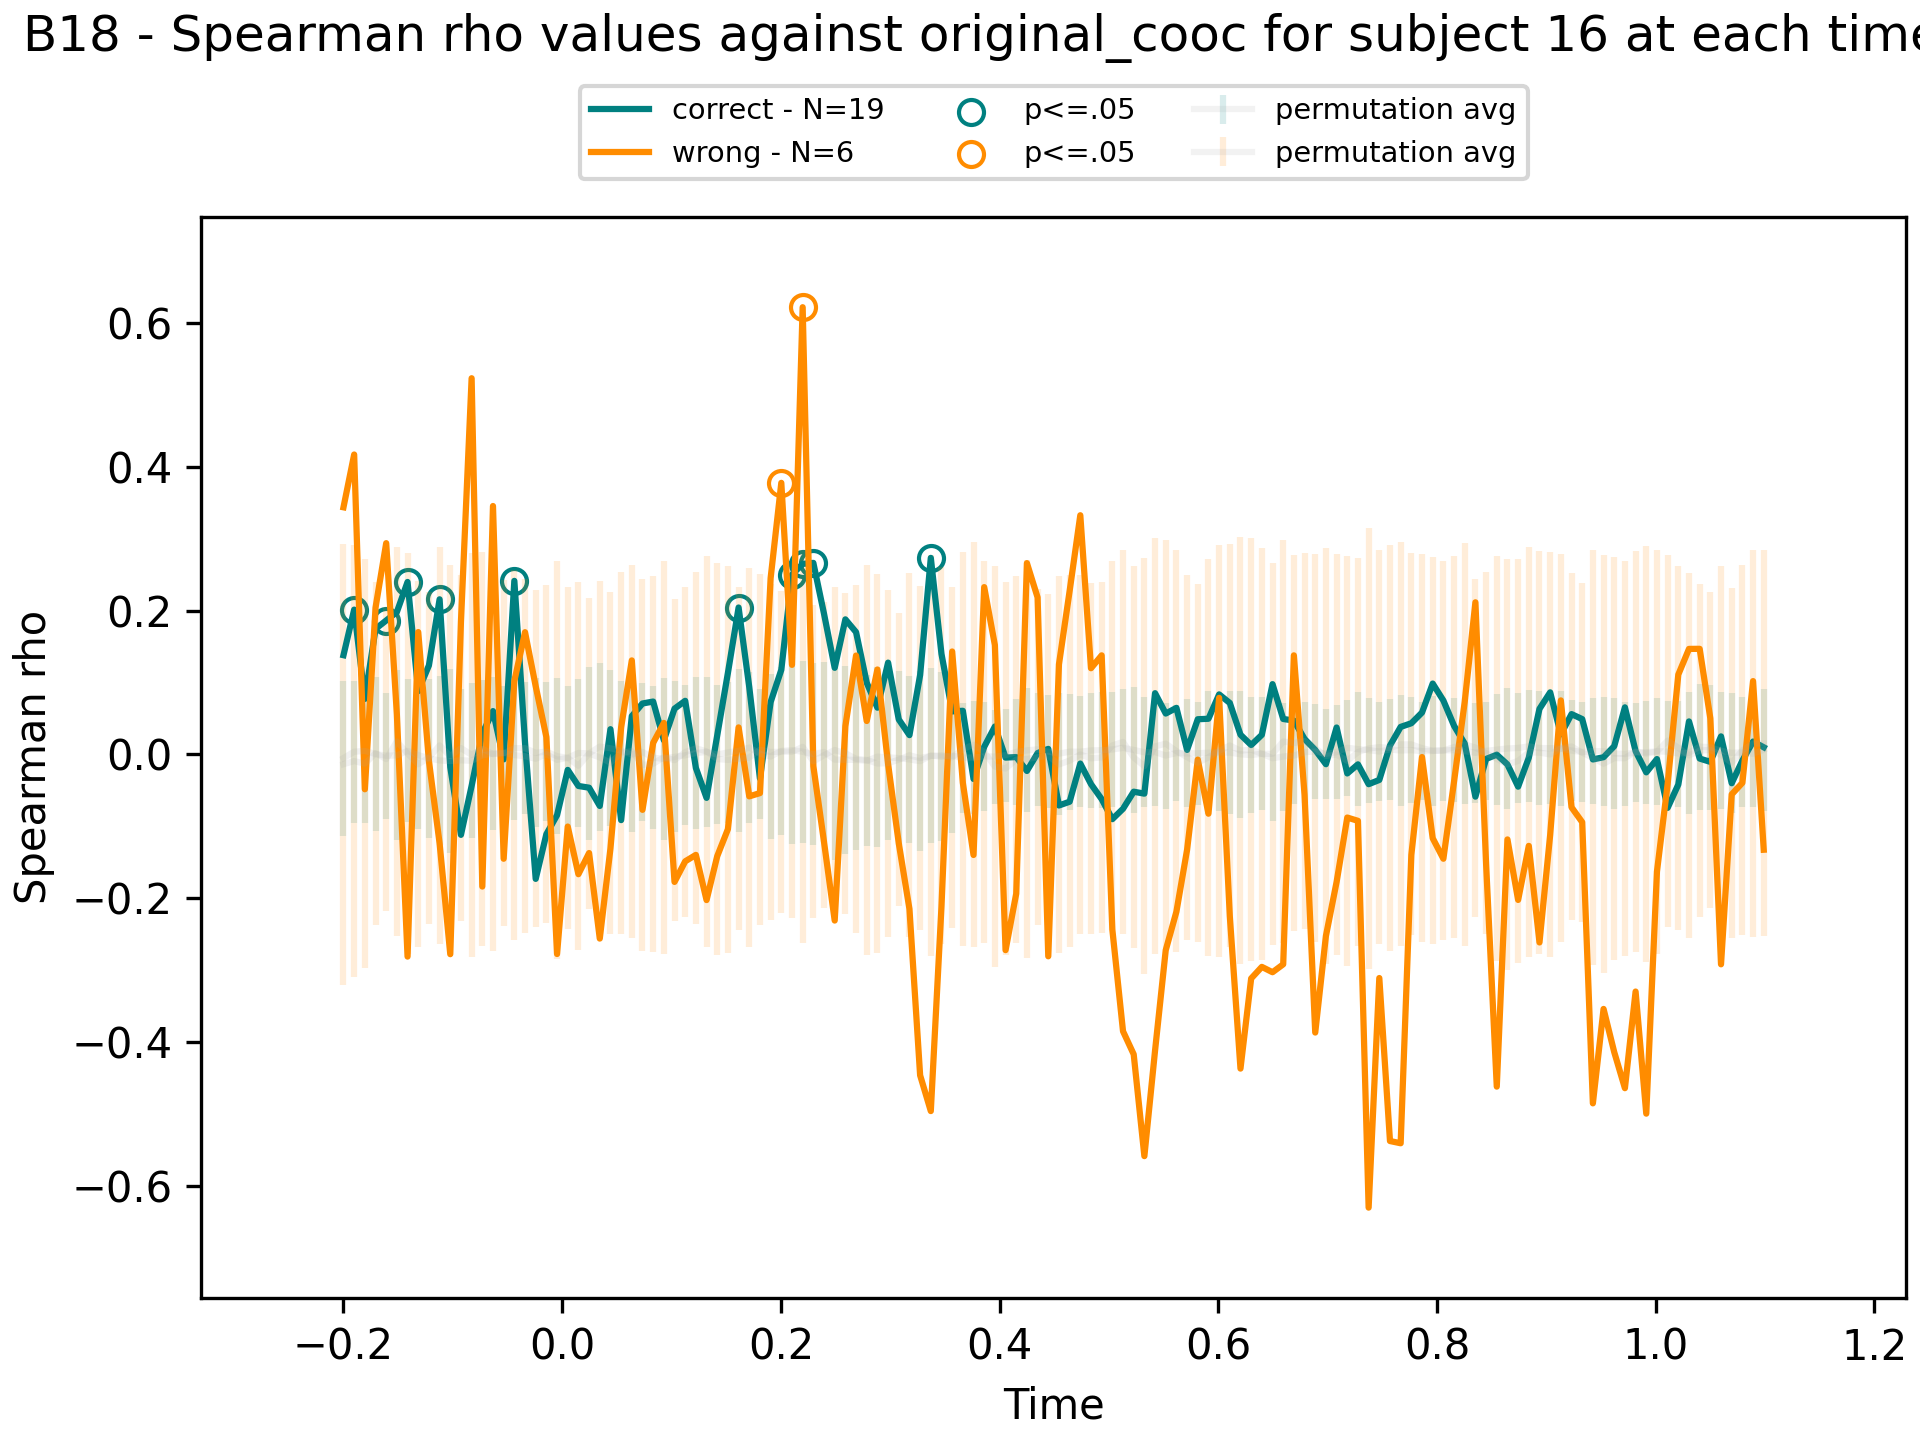 B18 - Spearman rho values against original_cooc for subject 16 at each time
correct - N=19 p<=.05 permutation avg
wrong - N=6 p<=.05 permutation avg
0.6
0.4
0.2
0.0
−0.2
−0.4
−0.6
Spearman rho
−0.2 0.0 0.2 0.4 0.6 0.8 1.0 1.2
Time